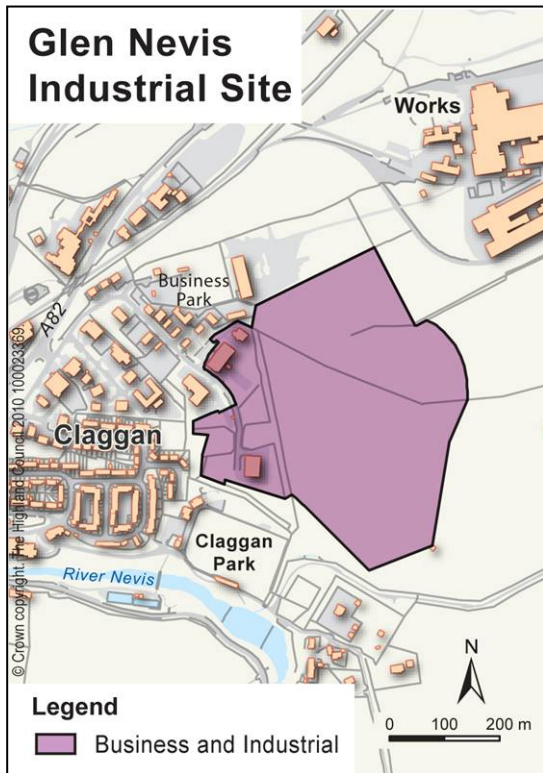 Glen Nevis
Industrial Site
Works
Business
Park
A82
© Crown copyright. The Highland Council 2010 100023369.
Claggan
Claggan
Park
River Nevis
N
Legend
Business and Industrial
0 100 200 m